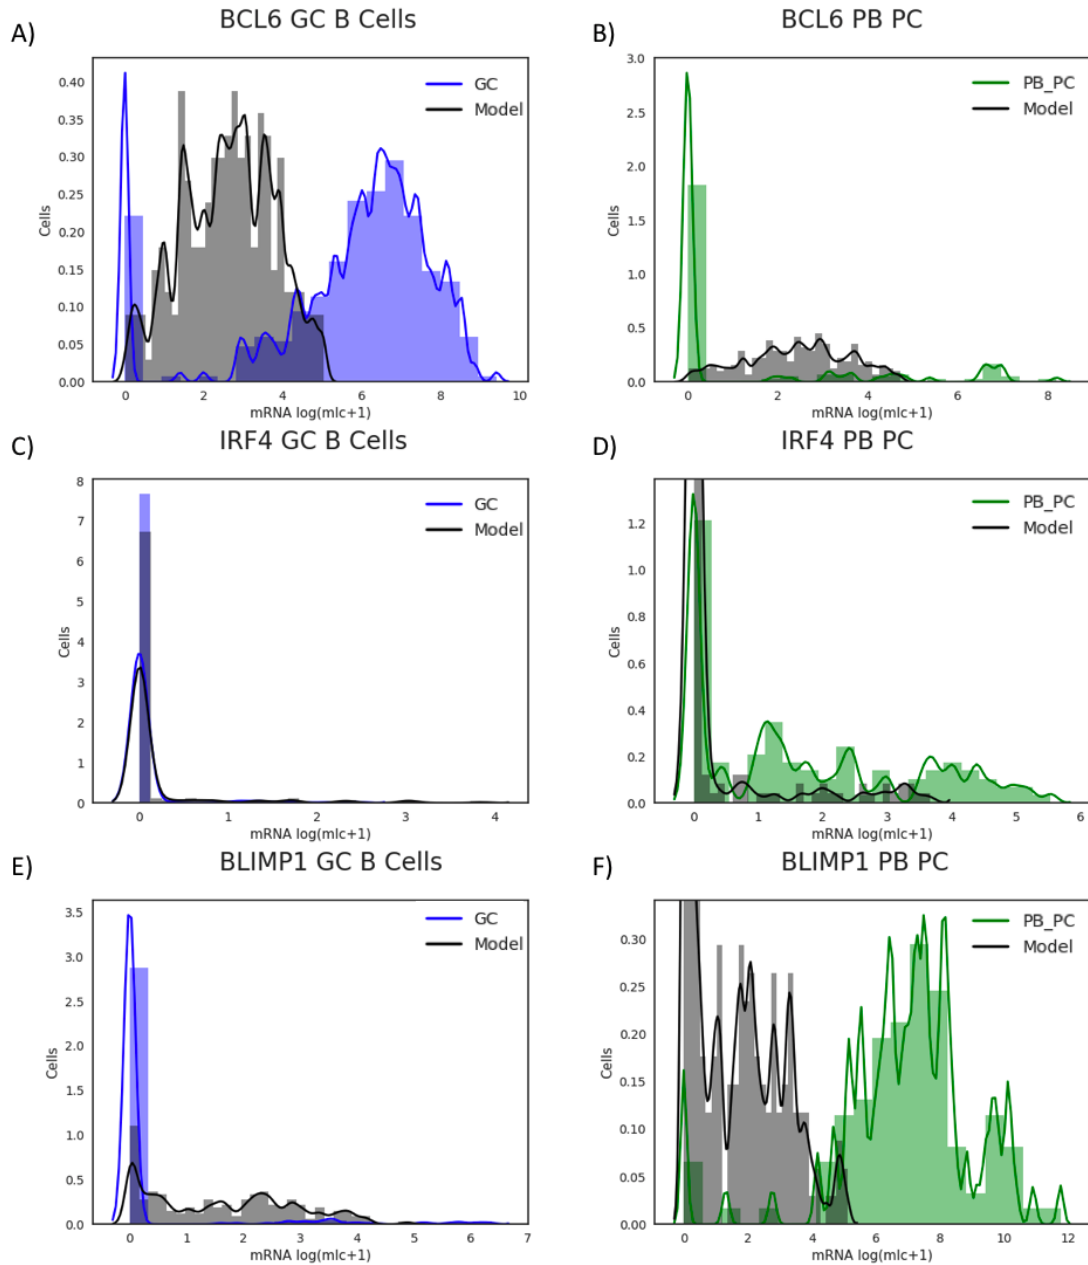 A)
BCL6 GC B Cells
GC
Model
0.40
0.35
0.30
0.25
0.20
0.15
0.10
0.05
0.00
Cells
0 2 4 6 8 10
mRNA log(mlc+1)
B)
BCL6 PB PC
PB_PC
Model
3.0
2.5
2.0
1.5
1.0
0.5
0.0
Cells
0 2 4 6 8
mRNA log(mlc+1)
C)
IRF4 GC B Cells
GC
Model
8
7
6
5
4
3
2
1
0
Cells
0 1 2 3 4
mRNA log(mlc+1)
D)
IRF4 PB PC
PB_PC
Model
1.2
1.0
0.8
0.6
0.4
0.2
0.0
Cells
0 1 2 3 4 5 6
mRNA log(mlc+1)
E)
BLIMP1 GC B Cells
GC
Model
3.5
3.0
2.5
2.0
1.5
1.0
0.5
0.0
Cells
0 1 2 3 4 5 6 7
mRNA log(mlc+1)
F)
BLIMP1 PB PC
PB_PC
Model
0.30
0.25
0.20
0.15
0.10
0.05
0.00
Cells
0 2 4 6 8 10 12
mRNA log(mlc+1)